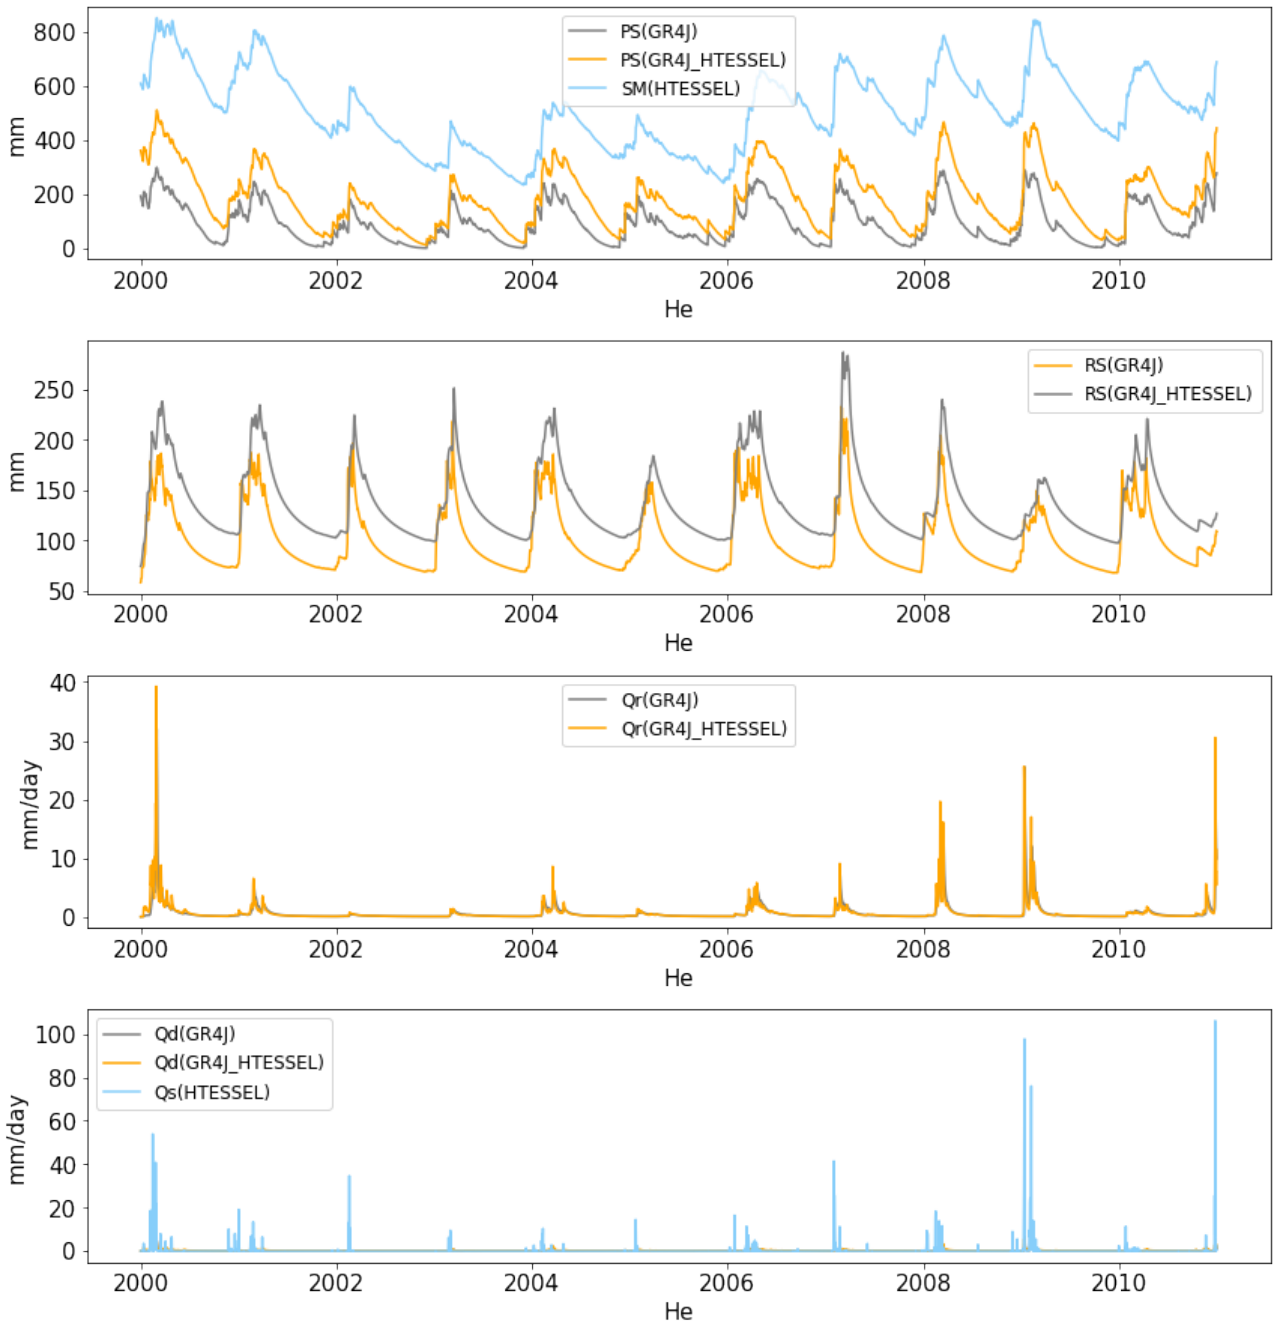 800
600
400
200
0
mm
PS(GR4J)
PS(GR4J_HTESSEL)
SM(HTESSEL)
2000 2002 2004 2006 2008 2010
He
250
200
150
100
50
mm
RS(GR4J)
RS(GR4J_HTESSEL)
2000 2002 2004 2006 2008 2010
He
40
30
20
10
0
mm/day
Qr(GR4J)
Qr(GR4J_HTESSEL)
2000 2002 2004 2006 2008 2010
He
100
80
60
40
20
0
mm/day
Qd(GR4J)
Qd(GR4J_HTESSEL)
Qs(HTESSEL)
2000 2002 2004 2006 2008 2010
He